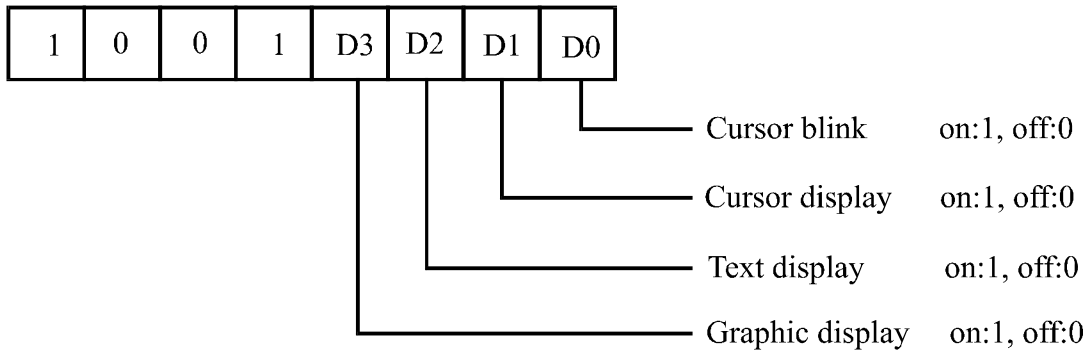 1 0 0 1 D3 D2 D1 D0
Cursor blink on:1, off:0
Cursor display on:1, off:0
Text display on:1, off:0
Graphic display on:1, off:0